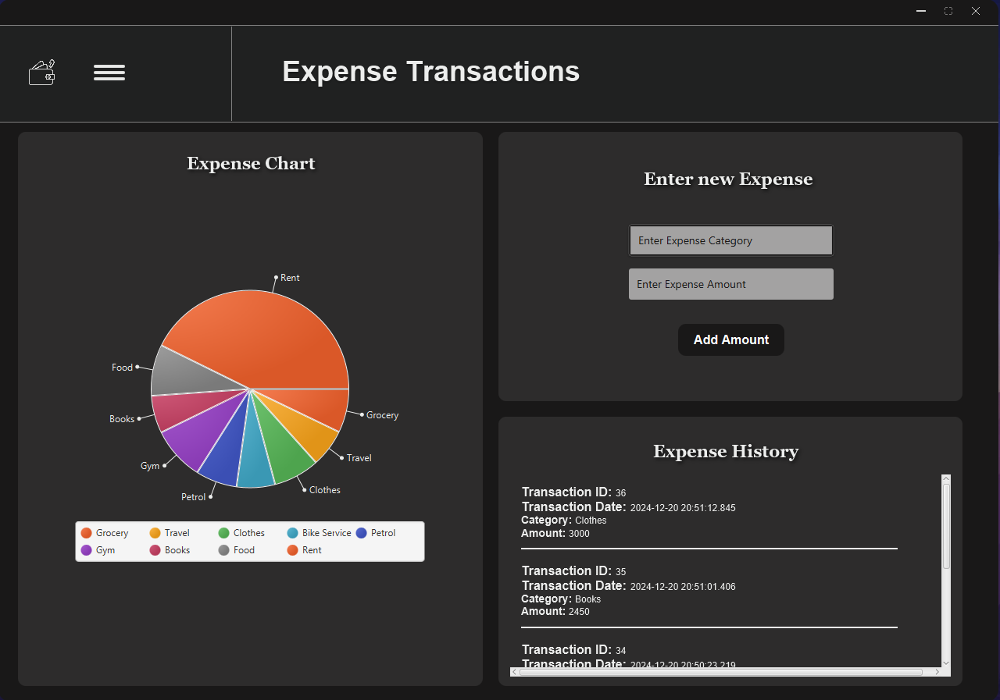 Expense Transactions
Expense Chart
Rent
Food
Books
Grocery
Gym
Travel
Petrol
Clothes
Grocery Travel Clothes Bike Service Petrol
Gym Books Food Rent
Enter new Expense
Enter Expense Category
Enter Expense Amount
Add Amount
Expense History
Transaction ID: 36
Transaction Date: 2024-12-20 20:51:12.845
Category: Clothes
Amount: 3000
Transaction ID: 35
Transaction Date: 2024-12-20 20:51:01.406
Category: Books
Amount: 2450
Transaction ID: 34
Transaction Date: 2024-12-20 20:50:23.219